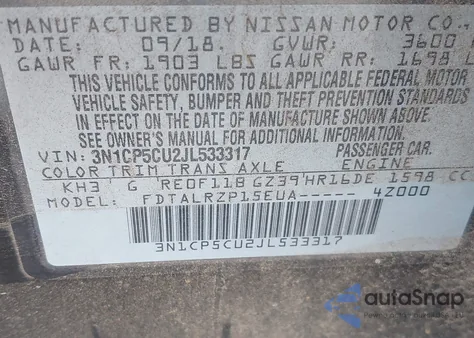 MANUFACTURED BY NISSAN MOTOR CO.,
DATE: 09/18. GVWR: 3600
GAWR FR: 1903 LBS GAWR RR: 1698 L
THIS VEHICLE CONFORMS TO ALL APPLICABLE FEDERAL MOTOR
VEHICLE SAFETY, BUMPER AND THEFT PREVENTION STANDARDS
IN EFFECT ON THE DATE OF MANUFACTURE SHOWN ABOVE.
SEE OWNER'S MANUAL FOR ADDITIONAL INFORMATION.
VIN: 3N1CP5CU2JL533317 PASSENGER CAR.
COLOR TRIM TRANS AXLE ENGINE
KH3 G RE0F11B GZ39 HR16DE 1598 CC
MODEL: FDTALRZP15EUA----- 4Z000
3N1CP5CU2JL533317
autoSnap